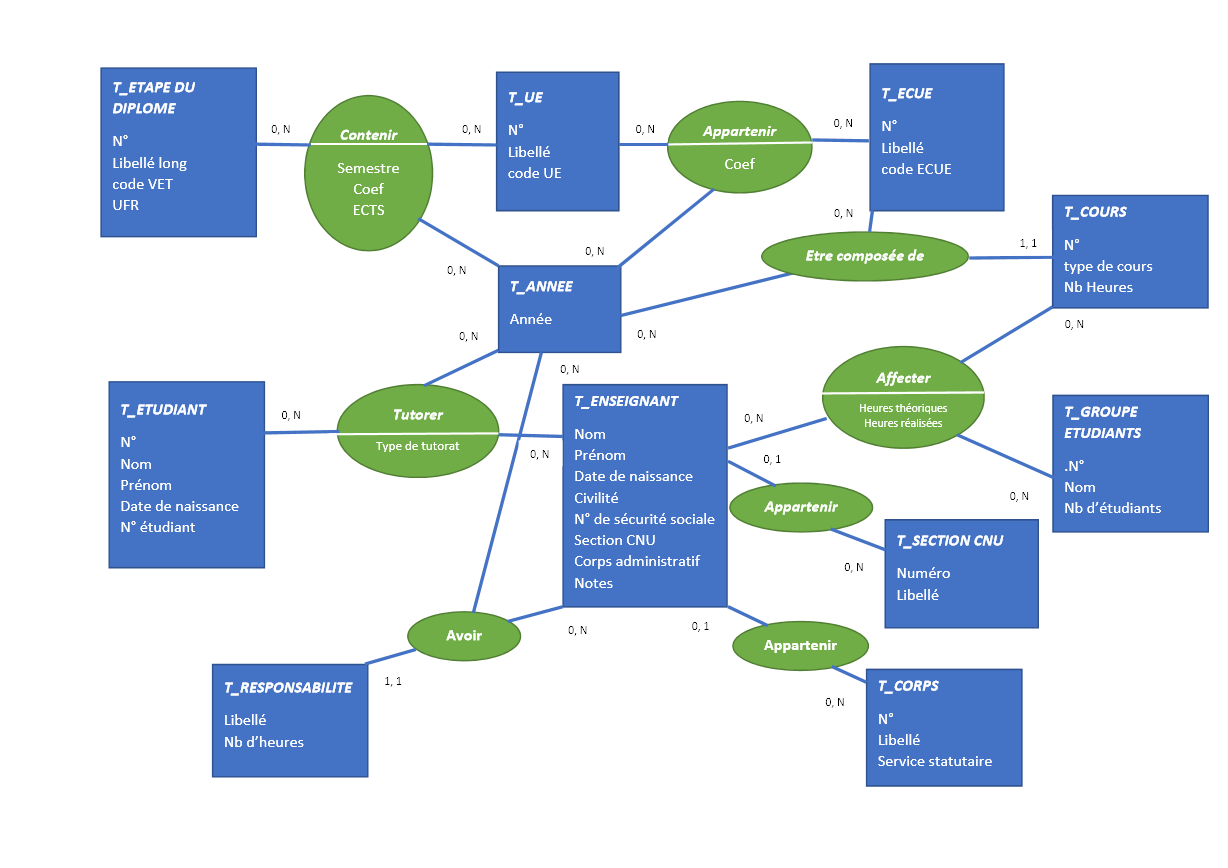 T_ETAPE DU
DIPLOME
N°
Libellé long
code VET
UFR
0, N
Contenir
Semestre
Coef
ECTS
0, N
T_UE
N°
Libellé
code UE
0, N
Appartenir
Coef
0, N
T_ECUE
N°
Libellé
code ECUE
0, N
0, N
0, N
Etre composée de
1, 1
T_COURS
N°
type de cours
Nb Heures
T_ANNEE
Année
0, N
0, N
0, N
0, N
T_ETUDIANT
N°
Nom
Prénom
Date de naissance
N° étudiant
0, N
Tutorer
Type de tutorat
0, N
T_ENSEIGNANT
Nom
Prénom
Date de naissance
Civilité
N° de sécurité sociale
Section CNU
Corps administratif
Notes
0, N
Affecter
Heures théoriques
Heures réalisées
0, N
T_GROUPE
ETUDIANTS
.N°
Nom
Nb d'étudiants
0, N
0, 1
Appartenir
0, N
T_SECTION CNU
Numéro
Libellé
Avoir
0, N
1, 1
T_RESPONSABILITE
Libellé
Nb d'heures
0, 1
Appartenir
0, N
T_CORPS
N°
Libellé
Service statutaire